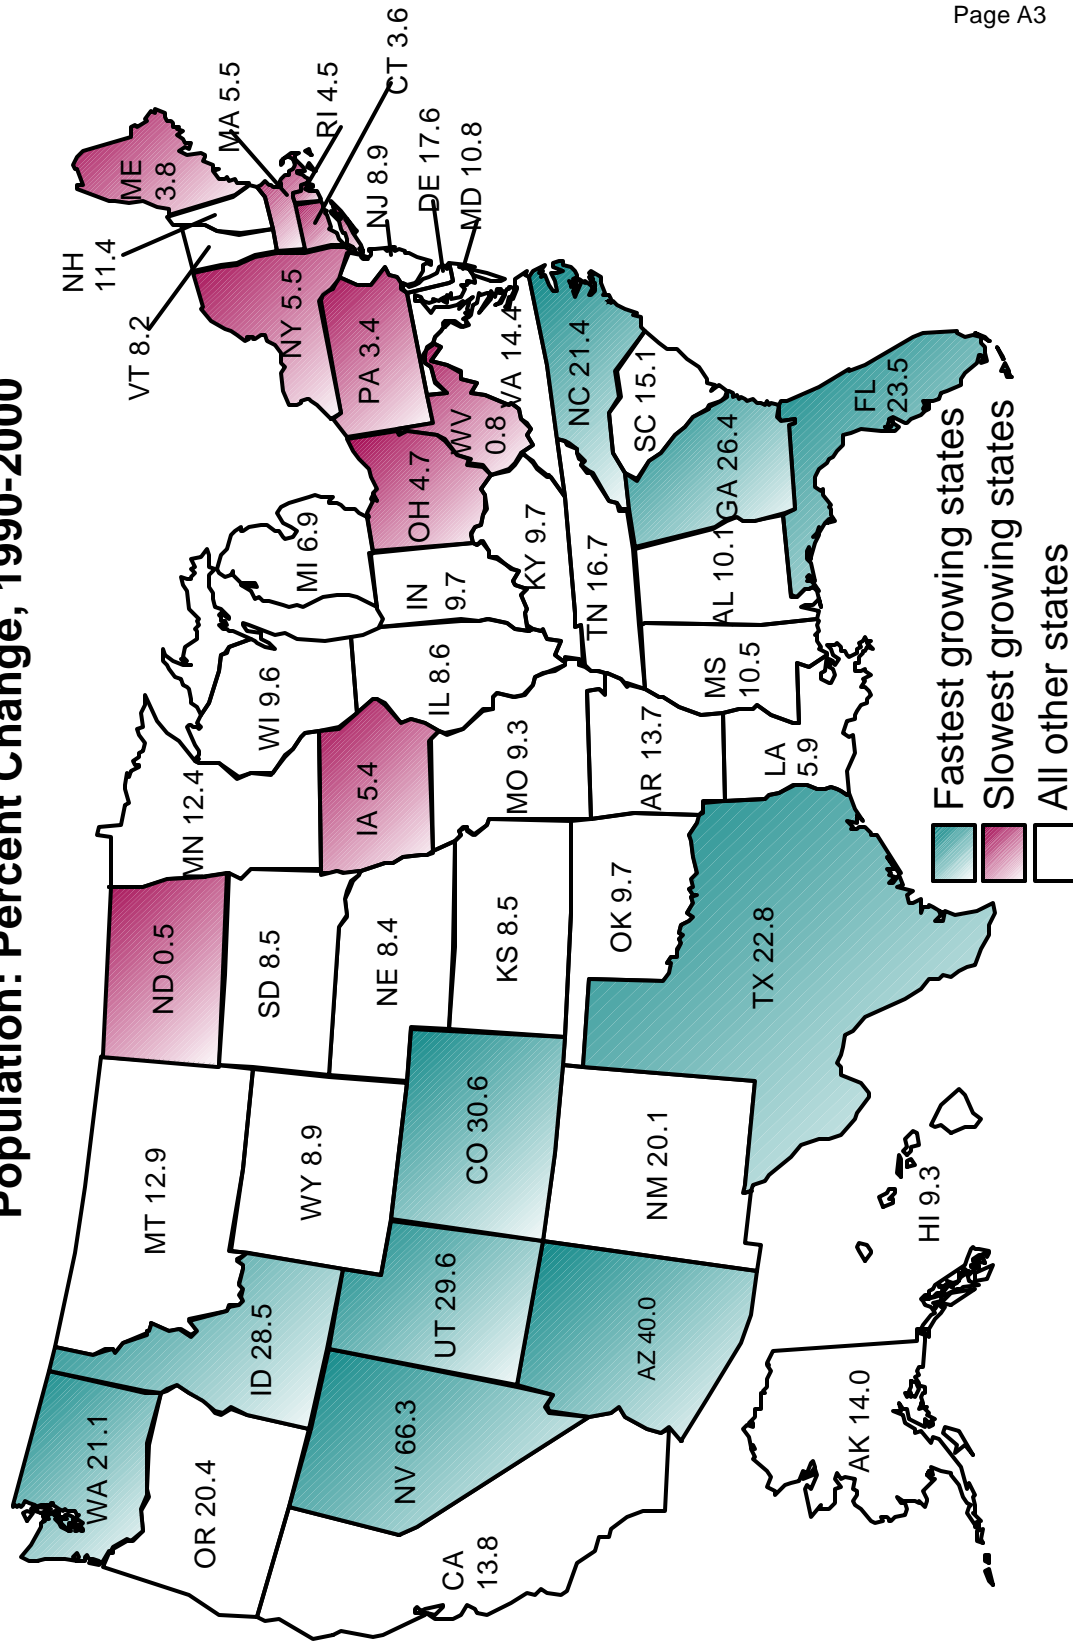 Page A3
Population: Percent Change, 1990-2000
WA 21.1
OR 20.4
CA
13.8
NV 66.3
ID 28.5
MT 12.9
WY 8.9
UT 29.6
AZ 40.0
CO 30.6
NM 20.1
ND 0.5
SD 8.5
NE 8.4
KS 8.5
OK 9.7
TX 22.8
MN 12.4
IA 5.4
MO 9.3
AR 13.7
LA
5.9
WI 9.6
IL 8.6
MS
10.5
MI 6.9
IN
9.7
KY 9.7
TN 16.7
AL 10.1
OH 4.7
WV
0.8
GA 26.4
FL
23.5
SC 15.1
NC 21.4
VA 14.4
PA 3.4
NY 5.5
VT 8.2
NH
11.4
ME
3.8
MA 5.5
RI 4.5
CT 3.6
NJ 8.9
DE 17.6
MD 10.8
AK 14.0
HI 9.3
Fastest growing states
Slowest growing states
All other states